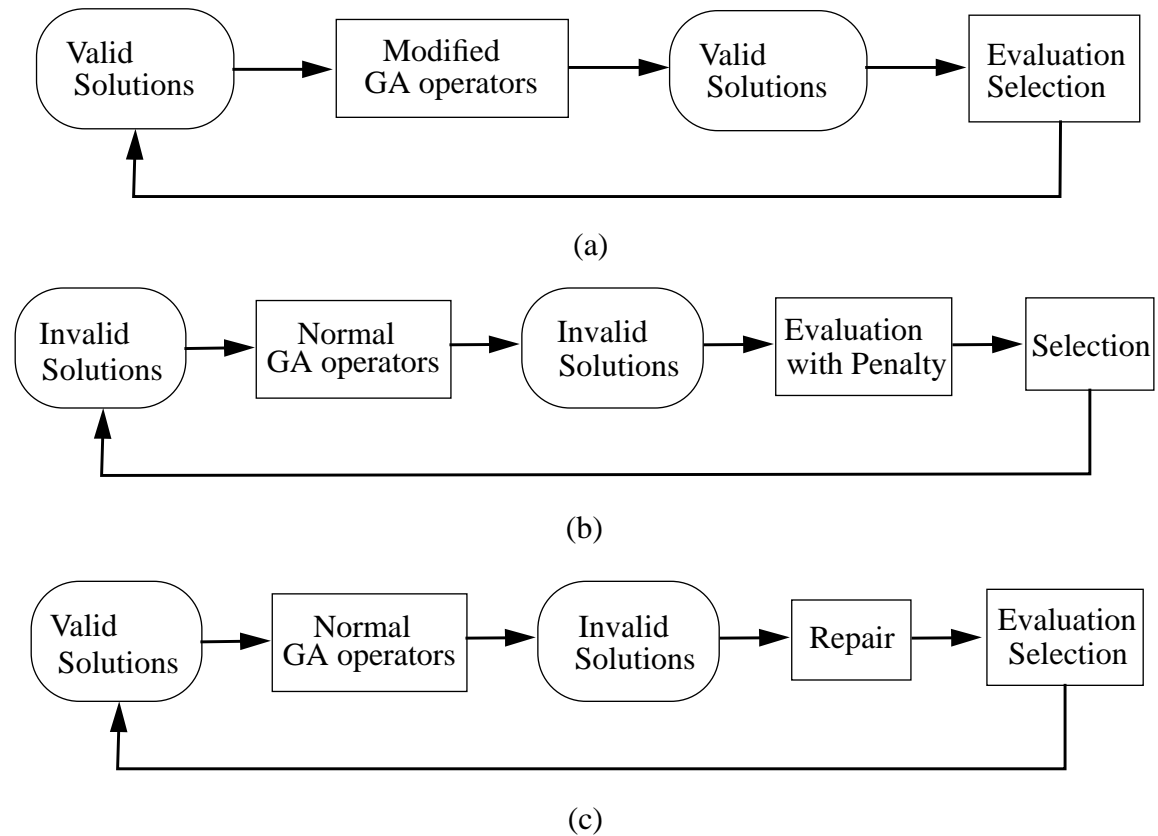 Valid
Solutions
Modified
GA operators
Valid
Solutions
Evaluation
Selection
(a)
Invalid
Solutions
Normal
GA operators
Invalid
Solutions
Evaluation
with Penalty
Selection
(b)
Valid
Solutions
Normal
GA operators
Invalid
Solutions
Repair
Evaluation
Selection
(c)